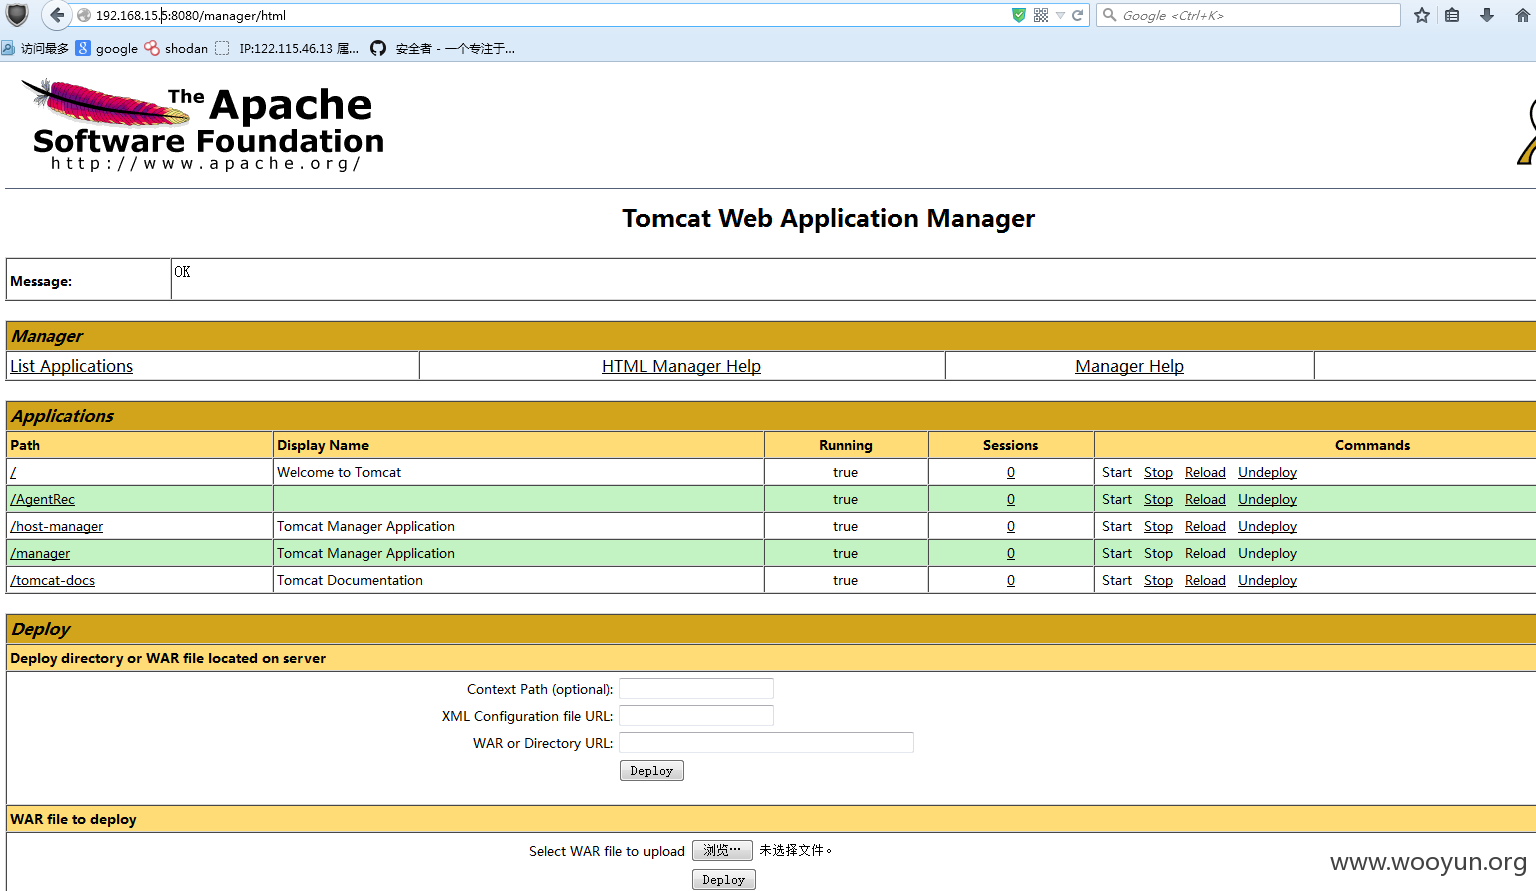 192.168.15.5:8080/manager/html
Google <Ctrl+K>
访问最多 google shodan IP:122.115.46.13 属... 安全者 - 一个专注于...
The Apache
Software Foundation
http://www.apache.org/
Tomcat Web Application Manager
Message: OK
Manager
List Applications HTML Manager Help Manager Help
Applications
Path Display Name Running Sessions Commands
/ Welcome to Tomcat true 0 Start Stop Reload Undeploy
/AgentRec true 0 Start Stop Reload Undeploy
/host-manager Tomcat Manager Application true 0 Start Stop Reload Undeploy
/manager Tomcat Manager Application true 0 Start Stop Reload Undeploy
/tomcat-docs Tomcat Documentation true 0 Start Stop Reload Undeploy
Deploy
Deploy directory or WAR file located on server
Context Path (optional):
XML Configuration file URL:
WAR or Directory URL:
Deploy
WAR file to deploy
Select WAR file to upload 浏览… 未选择文件。
Deploy
www.wooyun.org